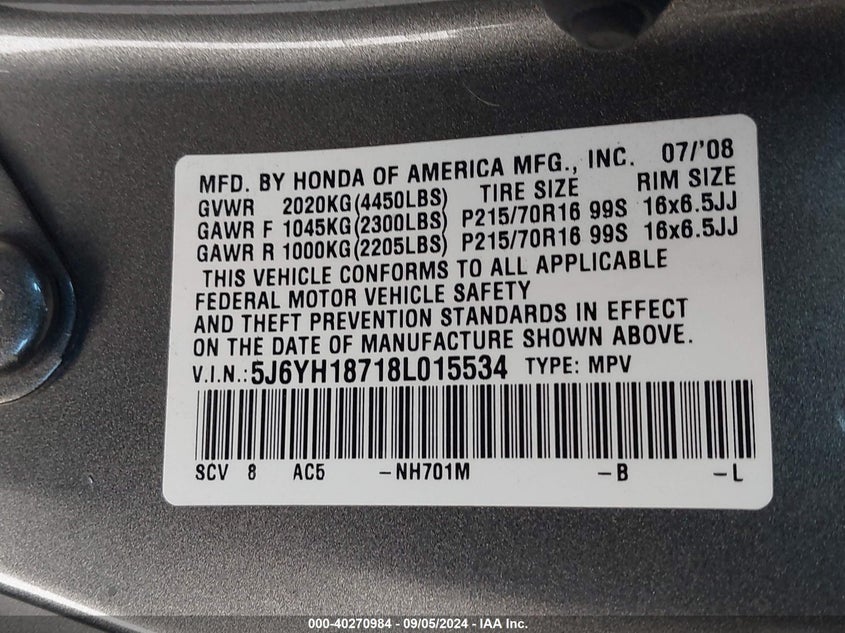 MFD. BY HONDA OF AMERICA MFG., INC. 07/'08
GVWR 2020KG(4450LBS) TIRE SIZE RIM SIZE
GAWR F 1045KG(2300LBS) P215/70R16 99S 16x6.5JJ
GAWR R 1000KG(2205LBS) P215/70R16 99S 16x6.5JJ
THIS VEHICLE CONFORMS TO ALL APPLICABLE
FEDERAL MOTOR VEHICLE SAFETY
AND THEFT PREVENTION STANDARDS IN EFFECT
ON THE DATE OF MANUFACTURE SHOWN ABOVE.
V.I.N.: 5J6YH18718L015534 TYPE: MPV
SCV 8 AC5 -NH701M -B -L
000-40270984 / 09/05/2024 - IAA Inc.